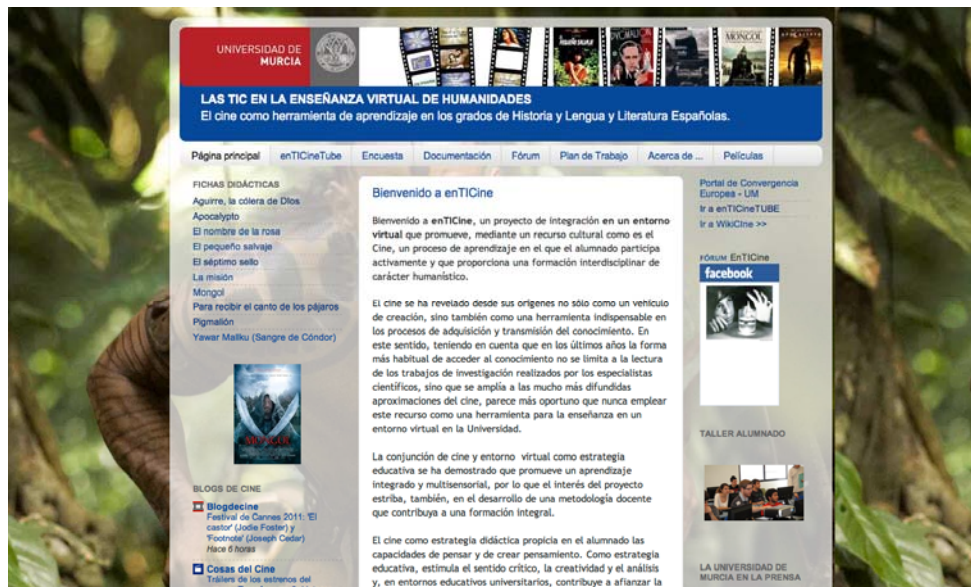 UNIVERSIDAD DE
MURCIA
MONGOL
LAS TIC EN LA ENSEÑANZA VIRTUAL DE HUMANIDADES
El cine como herramienta de aprendizaje en los grados de Historia y Lengua y Literatura Españolas.
Página principal enTICineTube Encuesta Documentación Fórum Plan de Trabajo Acerca de ... Películas
FICHAS DIDÁCTICAS
Aguirre, la cólera de Dios
Apocalypto
El nombre de la rosa
El pequeño salvaje
El séptimo sello
La misión
Mongol
Para recibir el canto de los pájaros
Pigmalión
Yawar Mallku (Sangre de Cóndor)
MONGOL
BLOGS DE CINE
Blogdecine
Festival de Cannes 2011: 'El
castor' (Jodie Foster) y
'Footnote' (Joseph Cedar)
Hace 6 horas
Cosas del Cine
Tráilers de los estrenos del
Bienvenido a enTICine
Bienvenido a enTICine, un proyecto de integración en un entorno
virtual que promueve, mediante un recurso cultural como es el
Cine, un proceso de aprendizaje en el que el alumnado participa
activamente y que proporciona una formación interdisciplinar de
carácter humanístico.
El cine se ha revelado desde sus orígenes no sólo como un vehículo
de creación, sino también como una herramienta indispensable en
los procesos de adquisición y transmisión del conocimiento. En
este sentido, teniendo en cuenta que en los últimos años la forma
más habitual de acceder al conocimiento no se limita a la lectura
de los trabajos de investigación realizados por los especialistas
científicos, sino que se amplía a las mucho más difundidas
aproximaciones del cine, parece más oportuno que nunca emplear
este recurso como una herramienta para la enseñanza en un
entorno virtual en la Universidad.
La conjunción de cine y entorno virtual como estrategia
educativa se ha demostrado que promueve un aprendizaje
integrado y multisensorial, por lo que el interés del proyecto
estriba, también, en el desarrollo de una metodología docente
que contribuya a una formación integral.
El cine como estrategia didáctica propicia en el alumnado las
capacidades de pensar y de crear pensamiento. Como estrategia
educativa, estimula el sentido crítico, la creatividad y el análisis
y, en entornos educativos universitarios, contribuye a afianzar la
Portal de Convergencia
Europea - UM
Ir a enTICineTUBE
Ir a WikiCIne >>
FÓRUM EnTICine
facebook
TALLER ALUMNADO
LA UNIVERSIDAD DE
MURCIA EN LA PRENSA